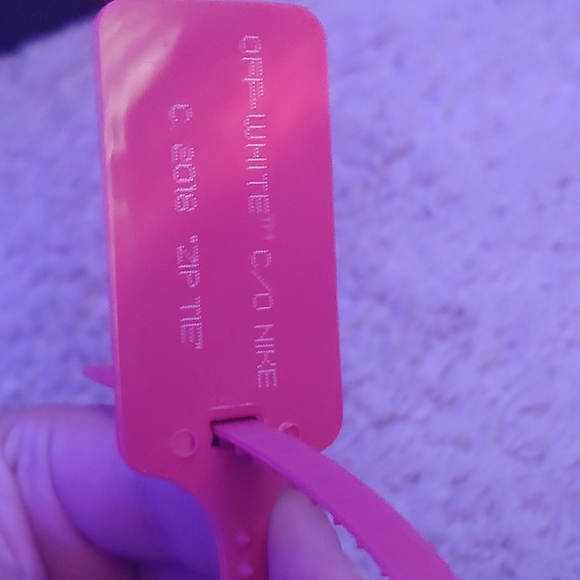 OFF-WHITE™ C/O NIKE
C. 2018 "ZIP TIE"